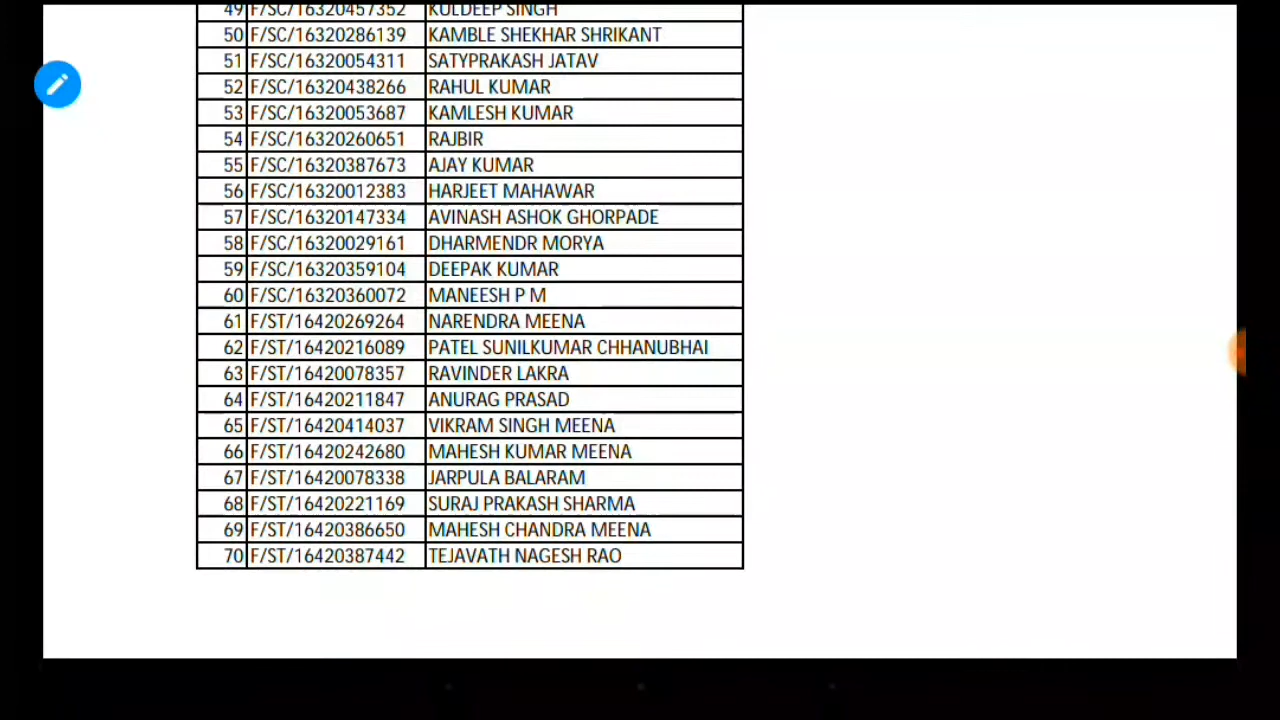 49 F/SC/16320457352 KULDEEP SINGH
50 F/SC/16320286139 KAMBLE SHEKHAR SHRIKANT
51 F/SC/16320054311 SATYPRAKASH JATAV
52 F/SC/16320438266 RAHUL KUMAR
53 F/SC/16320053687 KAMLESH KUMAR
54 F/SC/16320260651 RAJBIR
55 F/SC/16320387673 AJAY KUMAR
56 F/SC/16320012383 HARJEET MAHAWAR
57 F/SC/16320147334 AVINASH ASHOK GHORPADE
58 F/SC/16320029161 DHARMENDR MORYA
59 F/SC/16320359104 DEEPAK KUMAR
60 F/SC/16320360072 MANEESH P M
61 F/ST/16420269264 NARENDRA MEENA
62 F/ST/16420216089 PATEL SUNILKUMAR CHHANUBHAI
63 F/ST/16420078357 RAVINDER LAKRA
64 F/ST/16420211847 ANURAG PRASAD
65 F/ST/16420414037 VIKRAM SINGH MEENA
66 F/ST/16420242680 MAHESH KUMAR MEENA
67 F/ST/16420078338 JARPULA BALARAM
68 F/ST/16420221169 SURAJ PRAKASH SHARMA
69 F/ST/16420386650 MAHESH CHANDRA MEENA
70 F/ST/16420387442 TEJAVATH NAGESH RAO